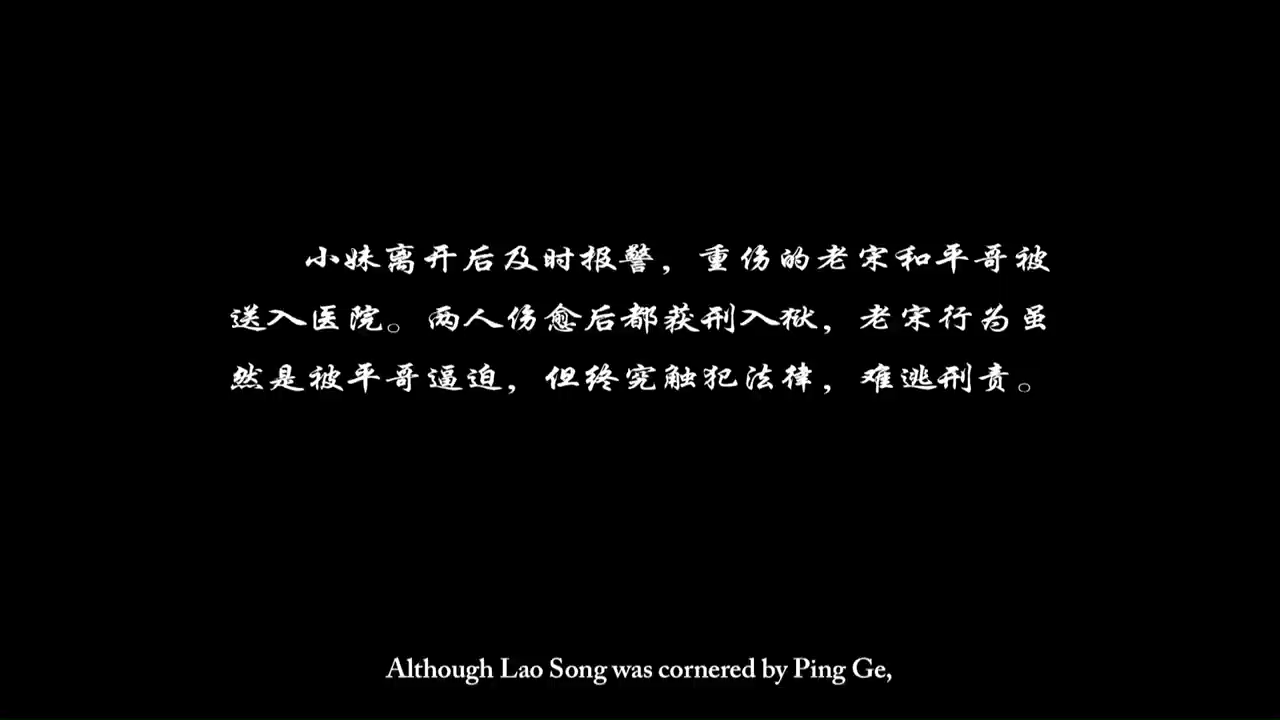 小妹离开后及时报警，重伤的老宋和平哥被
送入医院。两人伤愈后都获刑入狱，老宋行为虽
然是被平哥逼迫，但终究触犯法律，难逃刑责。
Although Lao Song was cornered by Ping Ge,